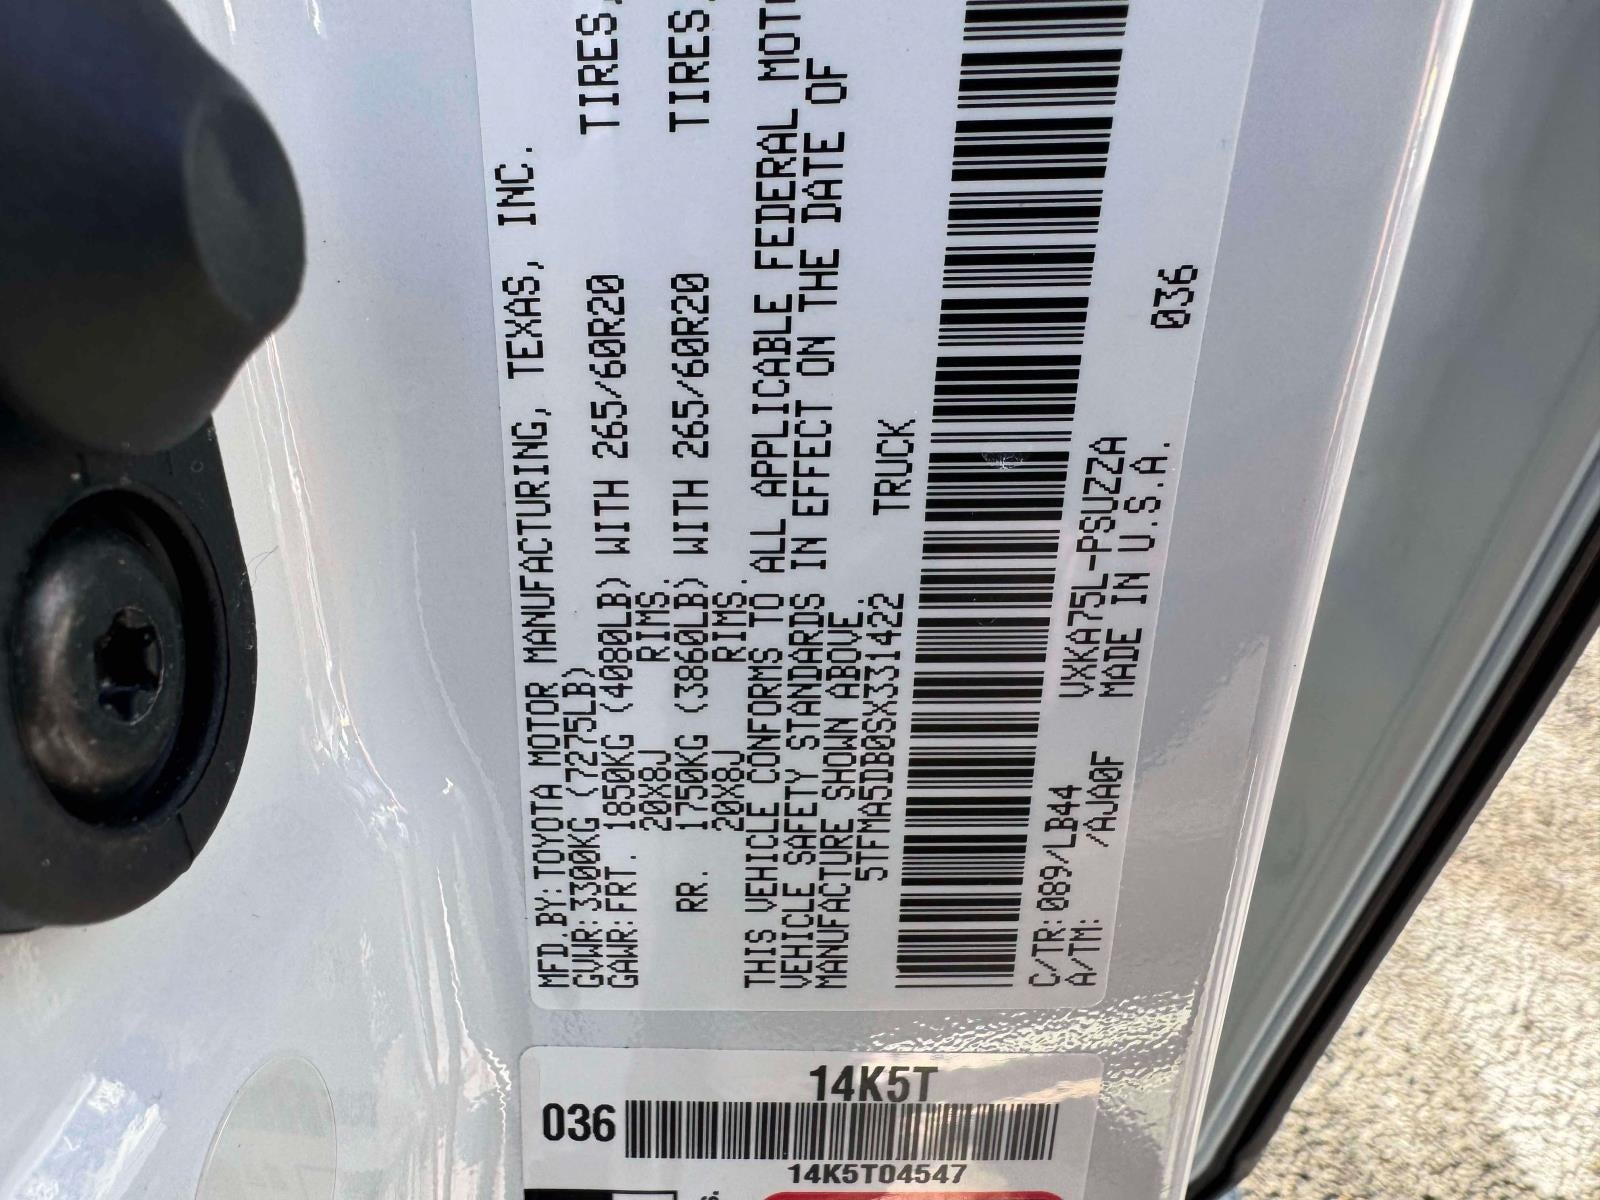 MFD.BY:TOYOTA MOTOR MANUFACTURING, TEXAS, INC.
GVWR:3300KG (7275LB)
GAWR:FRT. 1850KG (4080LB) WITH 265/60R20 TIRES,
20X8J RIMS.
RR. 1750KG (3860LB) WITH 265/60R20 TIRES,
20X8J RIMS.
THIS VEHICLE CONFORMS TO ALL APPLICABLE FEDERAL MOTO
VEHICLE SAFETY STANDARDS IN EFFECT ON THE DATE OF
MANUFACTURE SHOWN ABOVE.
5TFMA5DB0SX331422 TRUCK
C/TR:089/LB44 VXKA75L-PSUZZA 036
A/TM: /AJA0F MADE IN U.S.A.
14K5T
036
14K5T04547